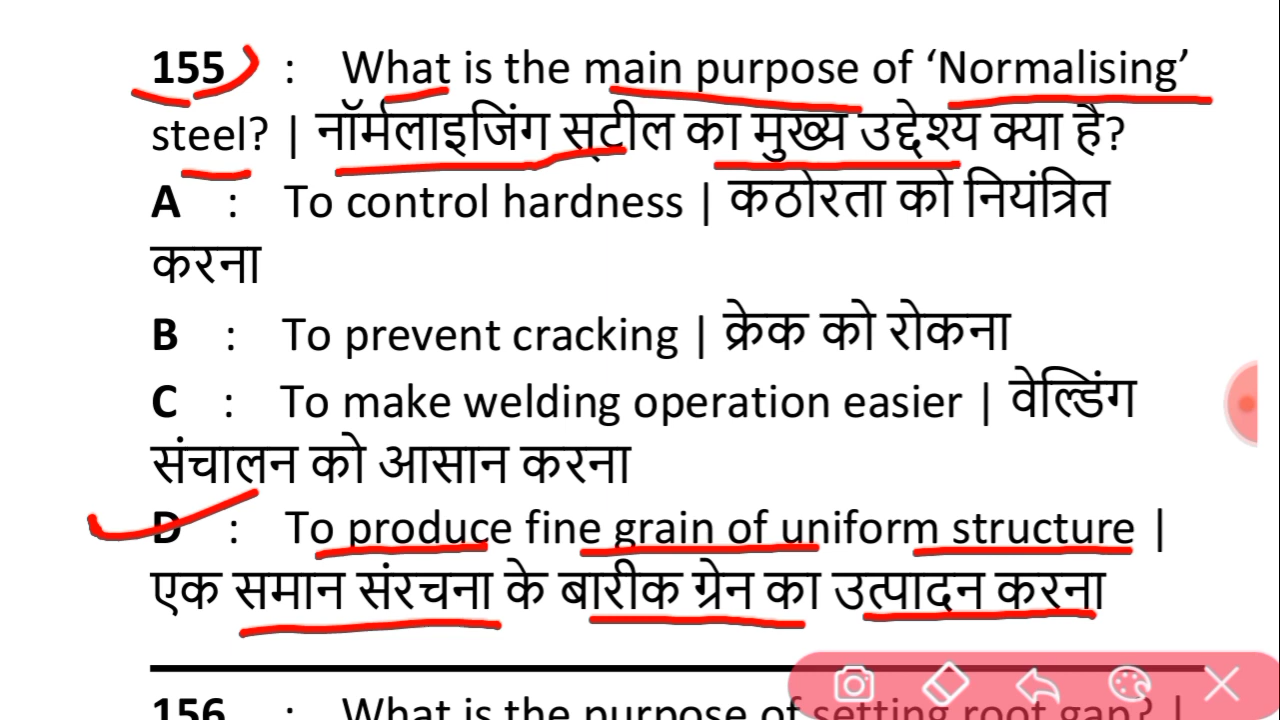 155 : What is the main purpose of ‘Normalising’
steel? | नॉर्मलाइजिंग स्टील का मुख्य उद्देश्य क्या है?
A : To control hardness | कठोरता को नियंत्रित
करना
B : To prevent cracking | क्रेक को रोकना
C : To make welding operation easier | वेल्डिंग
संचालन को आसान करना
D : To produce fine grain of uniform structure |
एक समान संरचना के बारीक ग्रेन का उत्पादन करना
156 : What is the purpose of setting root gap? |